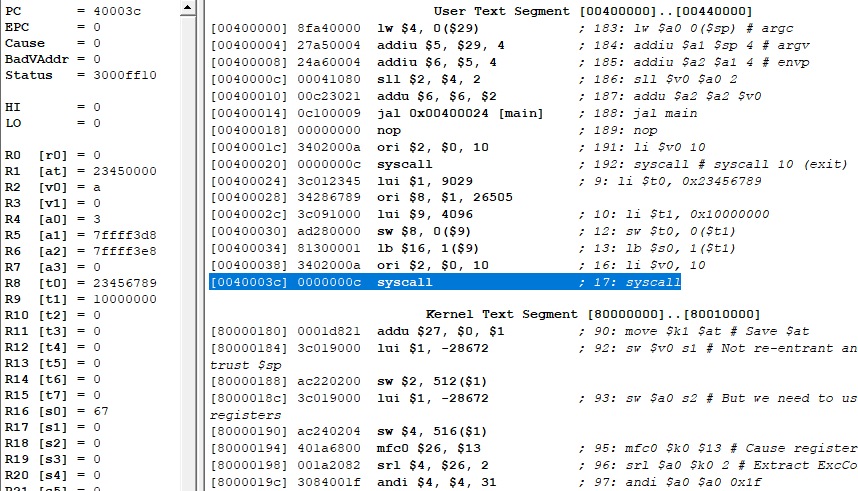 PC       = 40003c
EPC      = 0
Cause    = 0
BadVAddr = 0
Status   = 3000ff10
HI       = 0
LO       = 0
R0  [r0] = 0
R1  [at] = 23450000
R2  [v0] = a
R3  [v1] = 0
R4  [a0] = 3
R5  [a1] = 7ffff3d8
R6  [a2] = 7ffff3e8
R7  [a3] = 0
R8  [t0] = 23456789
R9  [t1] = 10000000
R10 [t2] = 0
R11 [t3] = 0
R12 [t4] = 0
R13 [t5] = 0
R14 [t6] = 0
R15 [t7] = 0
R16 [s0] = 67
R17 [s1] = 0
R18 [s2] = 0
R19 [s3] = 0
R20 [s4] = 0
User Text Segment [00400000]..[00440000]
[00400000] 8fa40000  lw $4, 0($29)            ; 183: lw $a0 0($sp) # argc
[00400004] 27a50004  addiu $5, $29, 4         ; 184: addiu $a1 $sp 4 # argv
[00400008] 24a60004  addiu $6, $5, 4          ; 185: addiu $a2 $a1 4 # envp
[0040000c] 00041080  sll $2, $4, 2            ; 186: sll $v0 $a0 2
[00400010] 00c23021  addu $6, $6, $2          ; 187: addu $a2 $a2 $v0
[00400014] 0c100009  jal 0x00400024 [main]    ; 188: jal main
[00400018] 00000000  nop                      ; 189: nop
[0040001c] 3402000a  ori $2, $0, 10           ; 191: li $v0 10
[00400020] 0000000c  syscall                  ; 192: syscall # syscall 10 (exit)
[00400024] 3c012345  lui $1, 9029             ; 9: li $t0, 0x23456789
[00400028] 34286789  ori $8, $1, 26505
[0040002c] 3c091000  lui $9, 4096             ; 10: li $t1, 0x10000000
[00400030] ad280000  sw $8, 0($9)             ; 12: sw $t0, 0($t1)
[00400034] 81300001  lb $16, 1($9)            ; 13: lb $s0, 1($t1)
[00400038] 3402000a  ori $2, $0, 10           ; 16: li $v0, 10
[0040003c] 0000000c  syscall                  ; 17: syscall
Kernel Text Segment [80000000]..[80010000]
[80000180] 0001d821  addu $27, $0, $1         ; 90: move $k1 $at # Save $at
[80000184] 3c019000  lui $1, -28672           ; 92: sw $v0 s1 # Not re-entrant an
trust $sp
[80000188] ac220200  sw $2, 512($1)
[8000018c] 3c019000  lui $1, -28672           ; 93: sw $a0 s2 # But we need to us
registers
[80000190] ac240204  sw $4, 516($1)
[80000194] 401a6800  mfc0 $26, $13            ; 95: mfc0 $k0 $13 # Cause register
[80000198] 001a2082  srl $4, $26, 2           ; 96: srl $a0 $k0 2 # Extract ExcCo
[8000019c] 3084001f  andi $4, $4, 31          ; 97: andi $a0 $a0 0x1f